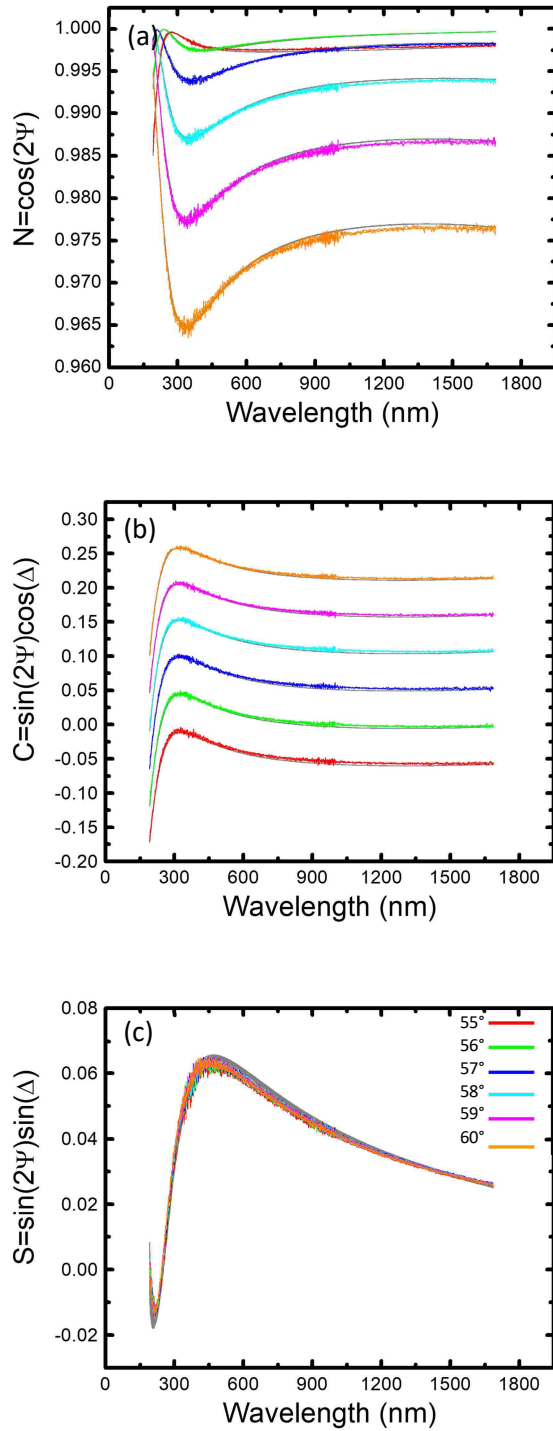 (a)
N=cos(2Ψ)
1.000
0.995
0.990
0.985
0.980
0.975
0.970
0.965
0.960
0 300 600 900 1200 1500 1800
Wavelength (nm)
(b)
C=sin(2Ψ)cos(Δ)
0.30
0.25
0.20
0.15
0.10
0.05
0.00
-0.05
-0.10
-0.15
-0.20
0 300 600 900 1200 1500 1800
Wavelength (nm)
(c)
S=sin(2Ψ)sin(Δ)
0.08
0.06
0.04
0.02
0.00
-0.02
55°
56°
57°
58°
59°
60°
0 300 600 900 1200 1500 1800
Wavelength (nm)